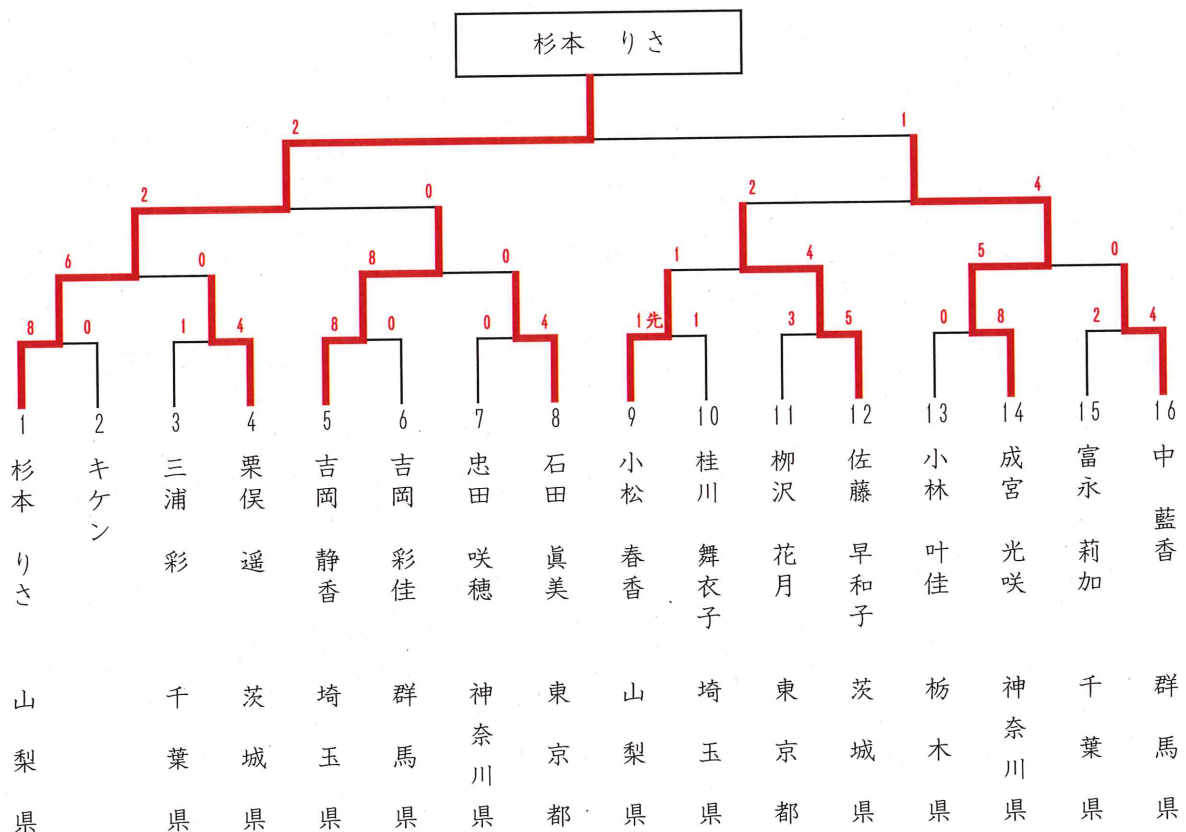 杉本 りさ
2 1
2 0 2 4
6 0 8 0 1 4 5 0
8 0 1 4 8 0 0 4 1先 1 3 5 0 8 2 4
1 2 3 4 5 6 7 8 9 10 11 12 13 14 15 16
杉本 りさ
キケン
三浦 彩
栗俣 遥
吉岡 静香
吉岡 彩佳
忠田 咲穂
石田 眞美
小松 春香
桂川 舞衣子
柳沢 花月
佐藤 早和子
小林 叶佳
成宮 光咲
富永 莉加
中 藍香
山梨県
千葉県
茨城県
埼玉県
群馬県
神奈川県
東京都
山梨県
埼玉県
東京都
茨城県
栃木県
神奈川県
千葉県
群馬県